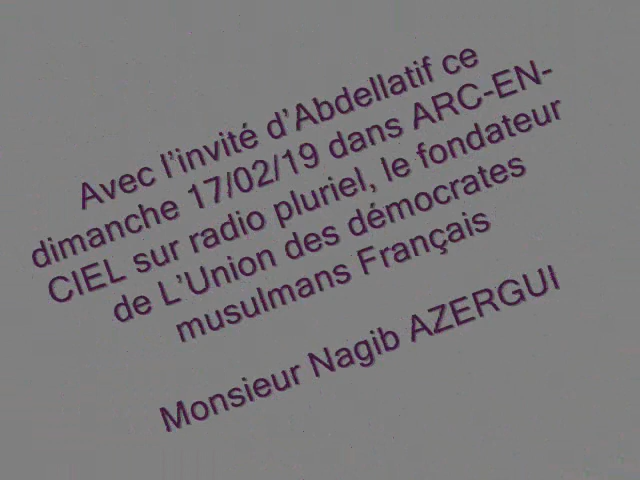 Avec l’invité d’Abdellatif ce
dimanche 17/02/19 dans ARC-EN-
CIEL sur radio pluriel, le fondateur
de L’Union des démocrates
musulmans Français
Monsieur Nagib AZERGUI